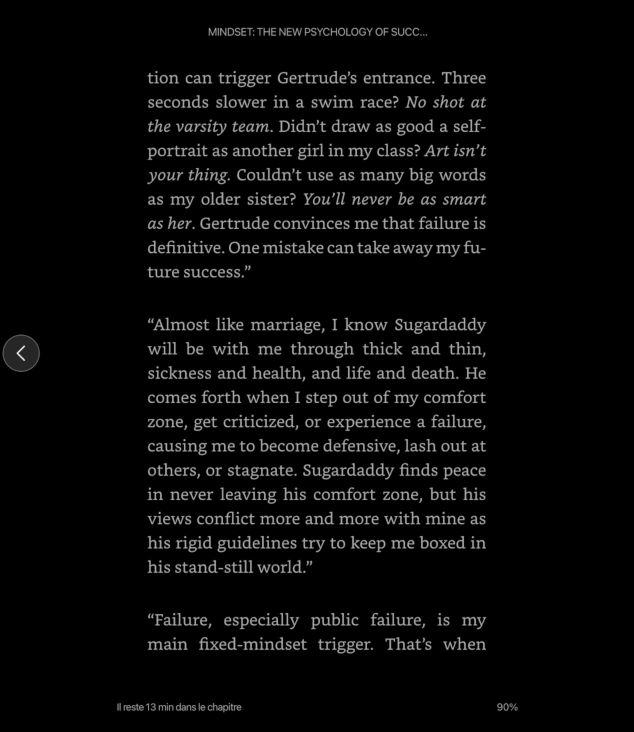 MINDSET: THE NEW PSYCHOLOGY OF SUCC...
tion can trigger Gertrude’s entrance. Three
seconds slower in a swim race? No shot at
the varsity team. Didn’t draw as good a self-
portrait as another girl in my class? Art isn’t
your thing. Couldn’t use as many big words
as my older sister? You’ll never be as smart
as her. Gertrude convinces me that failure is
definitive. One mistake can take away my fu-
ture success.”
“Almost like marriage, I know Sugardaddy
will be with me through thick and thin,
sickness and health, and life and death. He
comes forth when I step out of my comfort
zone, get criticized, or experience a failure,
causing me to become defensive, lash out at
others, or stagnate. Sugardaddy finds peace
in never leaving his comfort zone, but his
views conflict more and more with mine as
his rigid guidelines try to keep me boxed in
his stand-still world.”
“Failure, especially public failure, is my
main fixed-mindset trigger. That’s when
Il reste 13 min dans le chapitre
90%